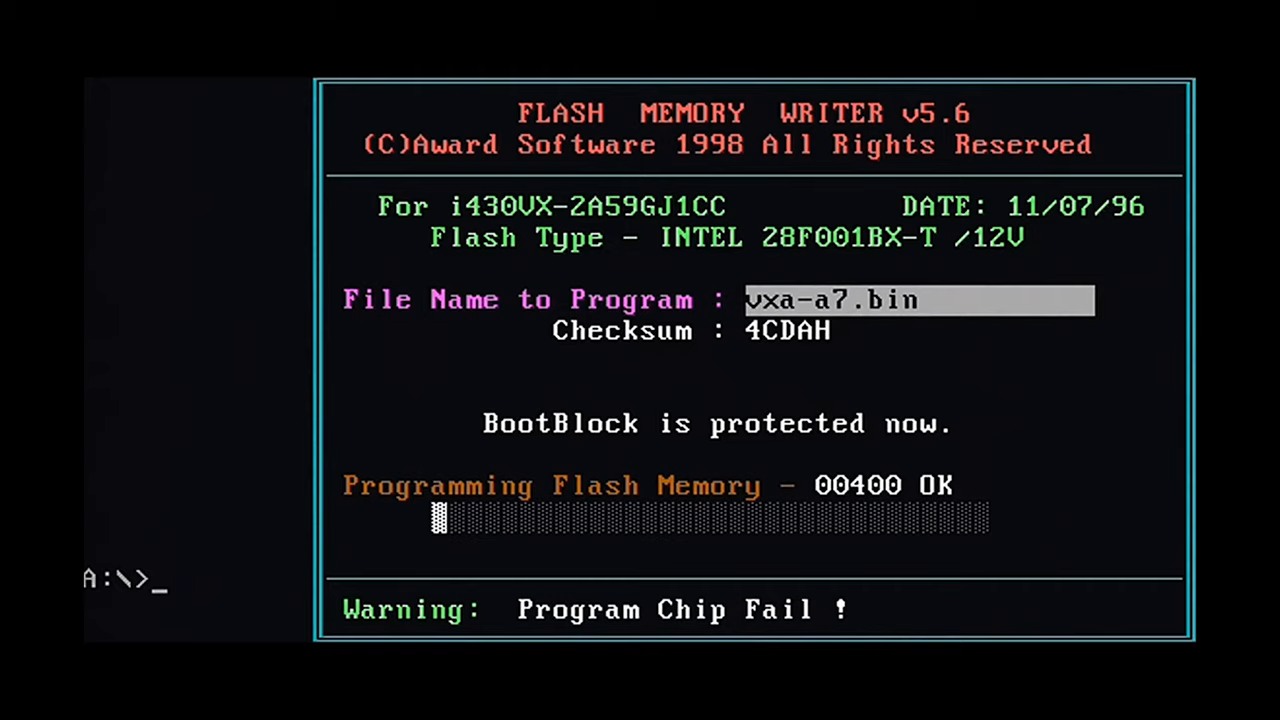 FLASH MEMORY WRITER v5.6
(C)Award Software 1998 All Rights Reserved
For i430VX-2A59GJ1CC DATE: 11/07/96
Flash Type - INTEL 28F001BX-T /12V
File Name to Program : vxa-a7.bin
Checksum : 4CDAH
BootBlock is protected now.
Programming Flash Memory - 00400 OK
A:\>_
Warning: Program Chip Fail !